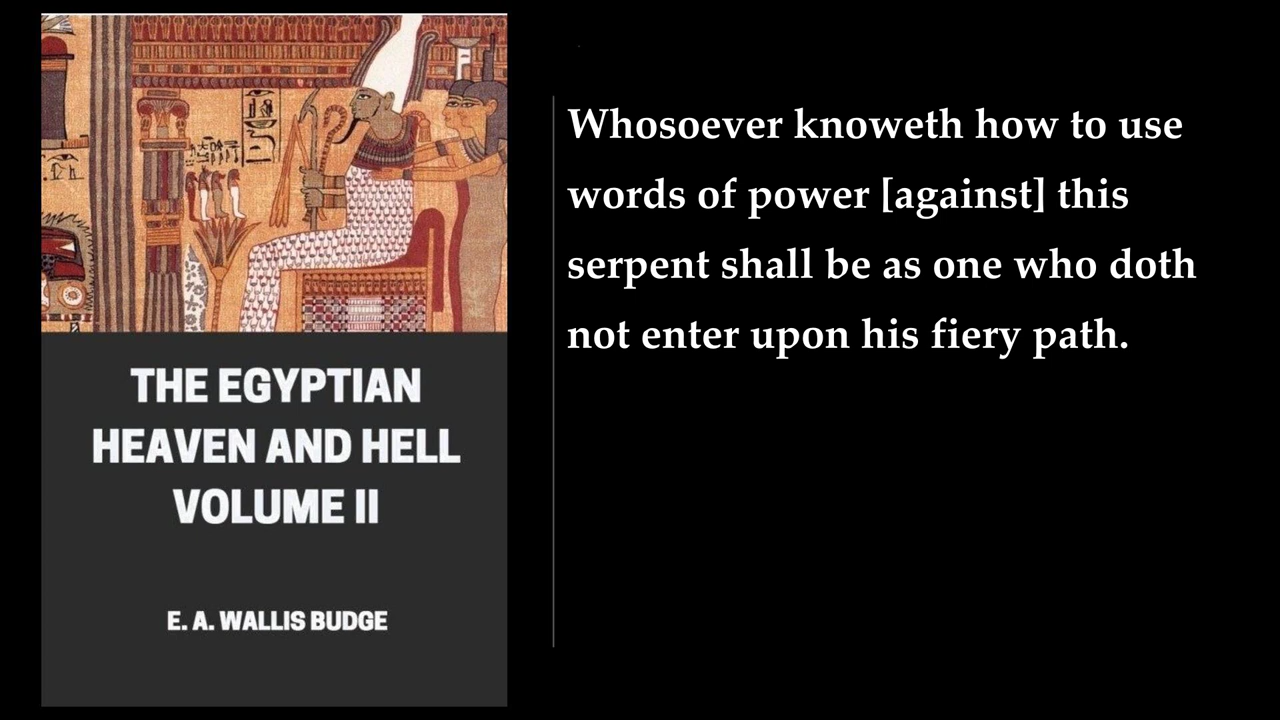 THE EGYPTIAN
HEAVEN AND HELL
VOLUME II
E. A. WALLIS BUDGE
Whosoever knoweth how to use
words of power [against] this
serpent shall be as one who doth
not enter upon his fiery path.